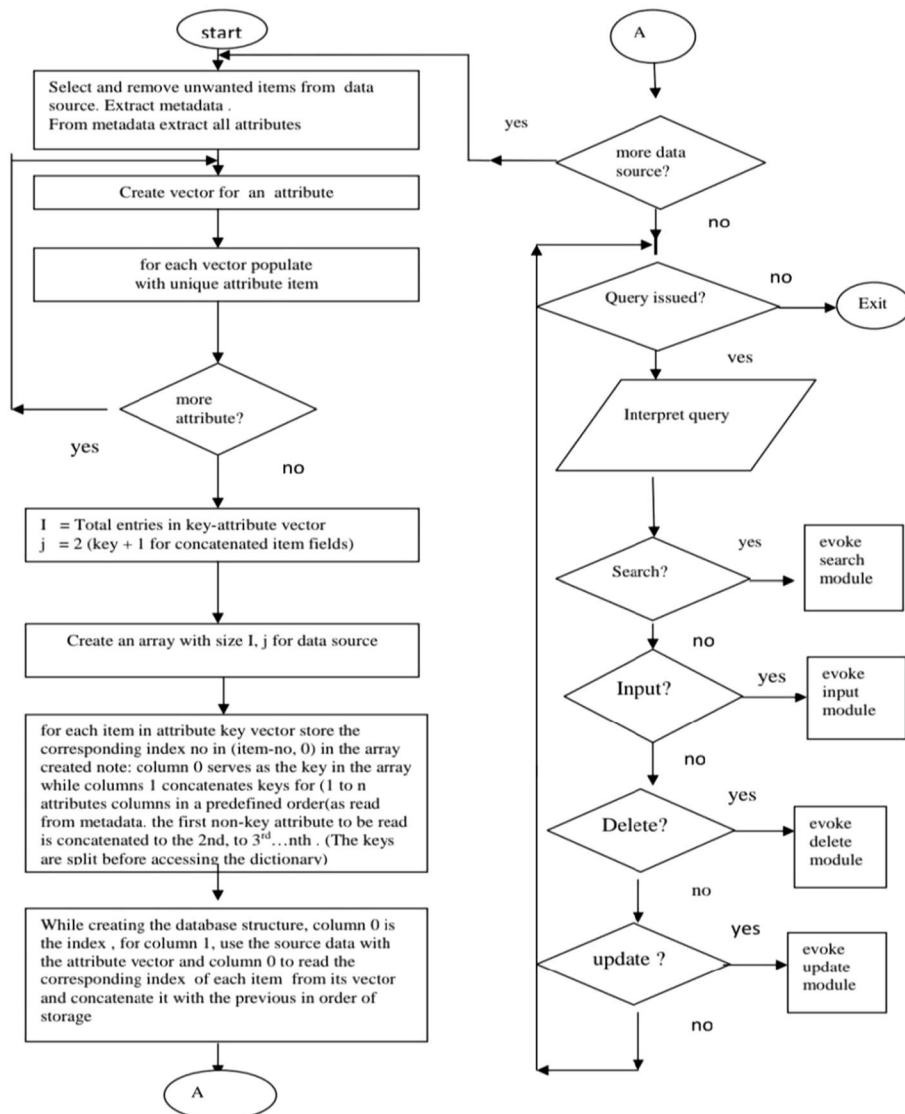 start
Select and remove unwanted items from data
source. Extract metadata .
From metadata extract all attributes
Create vector for an attribute
for each vector populate
with unique attribute item
more
attribute?
yes
no
I = Total entries in key-attribute vector
j = 2 (key + 1 for concatenated item fields)
Create an array with size I, j for data source
for each item in attribute key vector store the
corresponding index no in (item-no, 0) in the array
created note: column 0 serves as the key in the array
while columns 1 concatenates keys for (1 to n
attributes columns in a predefined order(as read
from metadata. the first non-key attribute to be read
is concatenated to the 2nd, to 3rd...nth . (The keys
are split before accessing the dictionary)
While creating the database structure, column 0 is
the index , for column 1, use the source data with
the attribute vector and column 0 to read the
corresponding index of each item from its vector
and concatenate it with the previous in order of
storage
A
A
more data
source?
yes
no
Query issued?
no
Exit
yes
Interpret query
Search?
yes
evoke
search
module
no
Input?
yes
evoke
input
module
no
Delete?
yes
evoke
delete
module
no
update ?
yes
evoke
update
module
no